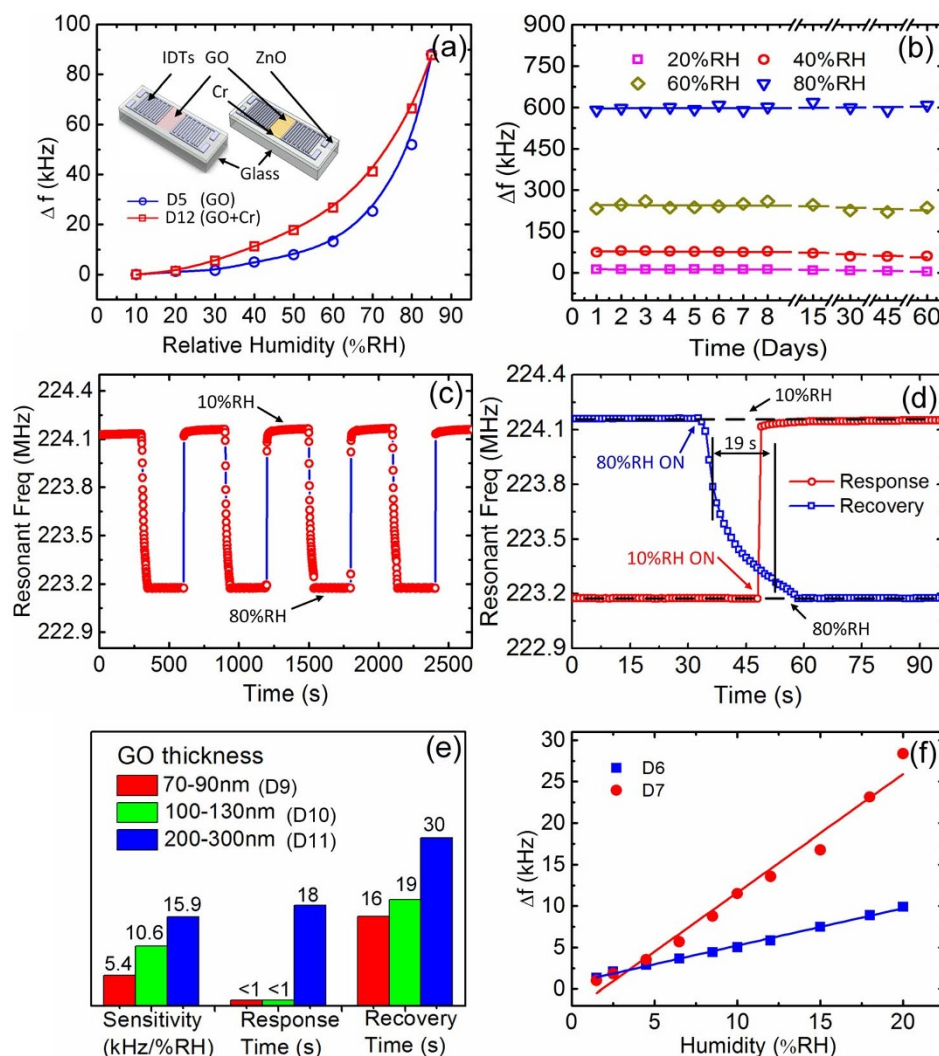 (a)
IDTs GO ZnO
Cr
Glass
D5 (GO)
D12 (GO+Cr)
Δ f (kHz)
100
80
60
40
20
0
0 10 20 30 40 50 60 70 80 90
Relative Humidity (%RH)
(b)
20%RH 40%RH
60%RH 80%RH
Δ f (kHz)
900
750
600
450
300
150
0
0 1 2 3 4 5 6 7 8 15 30 45 60
Time (Days)
(c)
10%RH
80%RH
Resonant Freq (MHz)
224.4
224.1
223.8
223.5
223.2
222.9
0 500 1000 1500 2000 2500
Time (s)
(d)
10%RH
80%RH ON
19 s
Response
Recovery
10%RH ON
80%RH
Resonant Freq (MHz)
224.4
224.1
223.8
223.5
223.2
222.9
0 15 30 45 60 75 90
Time (s)
(e)
GO thickness
70-90nm (D9)
100-130nm (D10)
200-300nm (D11)
5.4 10.6 15.9
<1 <1 18
16 19 30
Sensitivity Response Recovery
(kHz/%RH) Time (s) Time (s)
(f)
D6
D7
Δf (kHz)
30
25
20
15
10
5
0
0 5 10 15 20
Humidity (%RH)